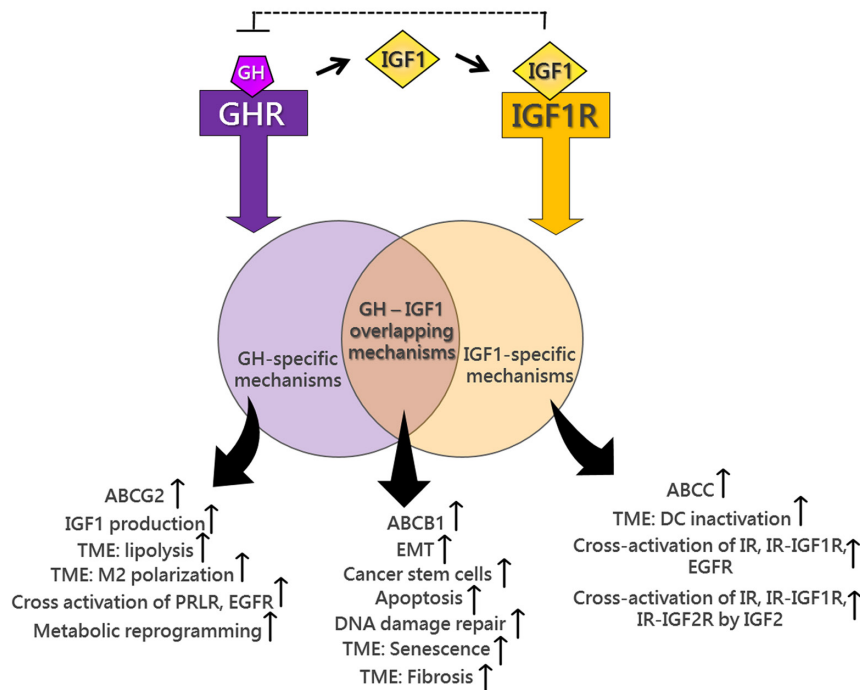 GH
IGF1
IGF1
GHR
IGF1R
GH – IGF1
overlapping
mechanisms
GH-specific
mechanisms
IGF1-specific
mechanisms
ABCG2↑
IGF1 production↑
TME: lipolysis↑
TME: M2 polarization↑
Cross activation of PRLR, EGFR↑
Metabolic reprogramming↑
ABCB1↑
EMT↑
Cancer stem cells↑
Apoptosis↑
DNA damage repair↑
TME: Senescence↑
TME: Fibrosis↑
ABCC↑
TME: DC inactivation↑
Cross-activation of IR, IR-IGF1R,↑
EGFR
Cross-activation of IR, IR-IGF1R,↑
IR-IGF2R by IGF2